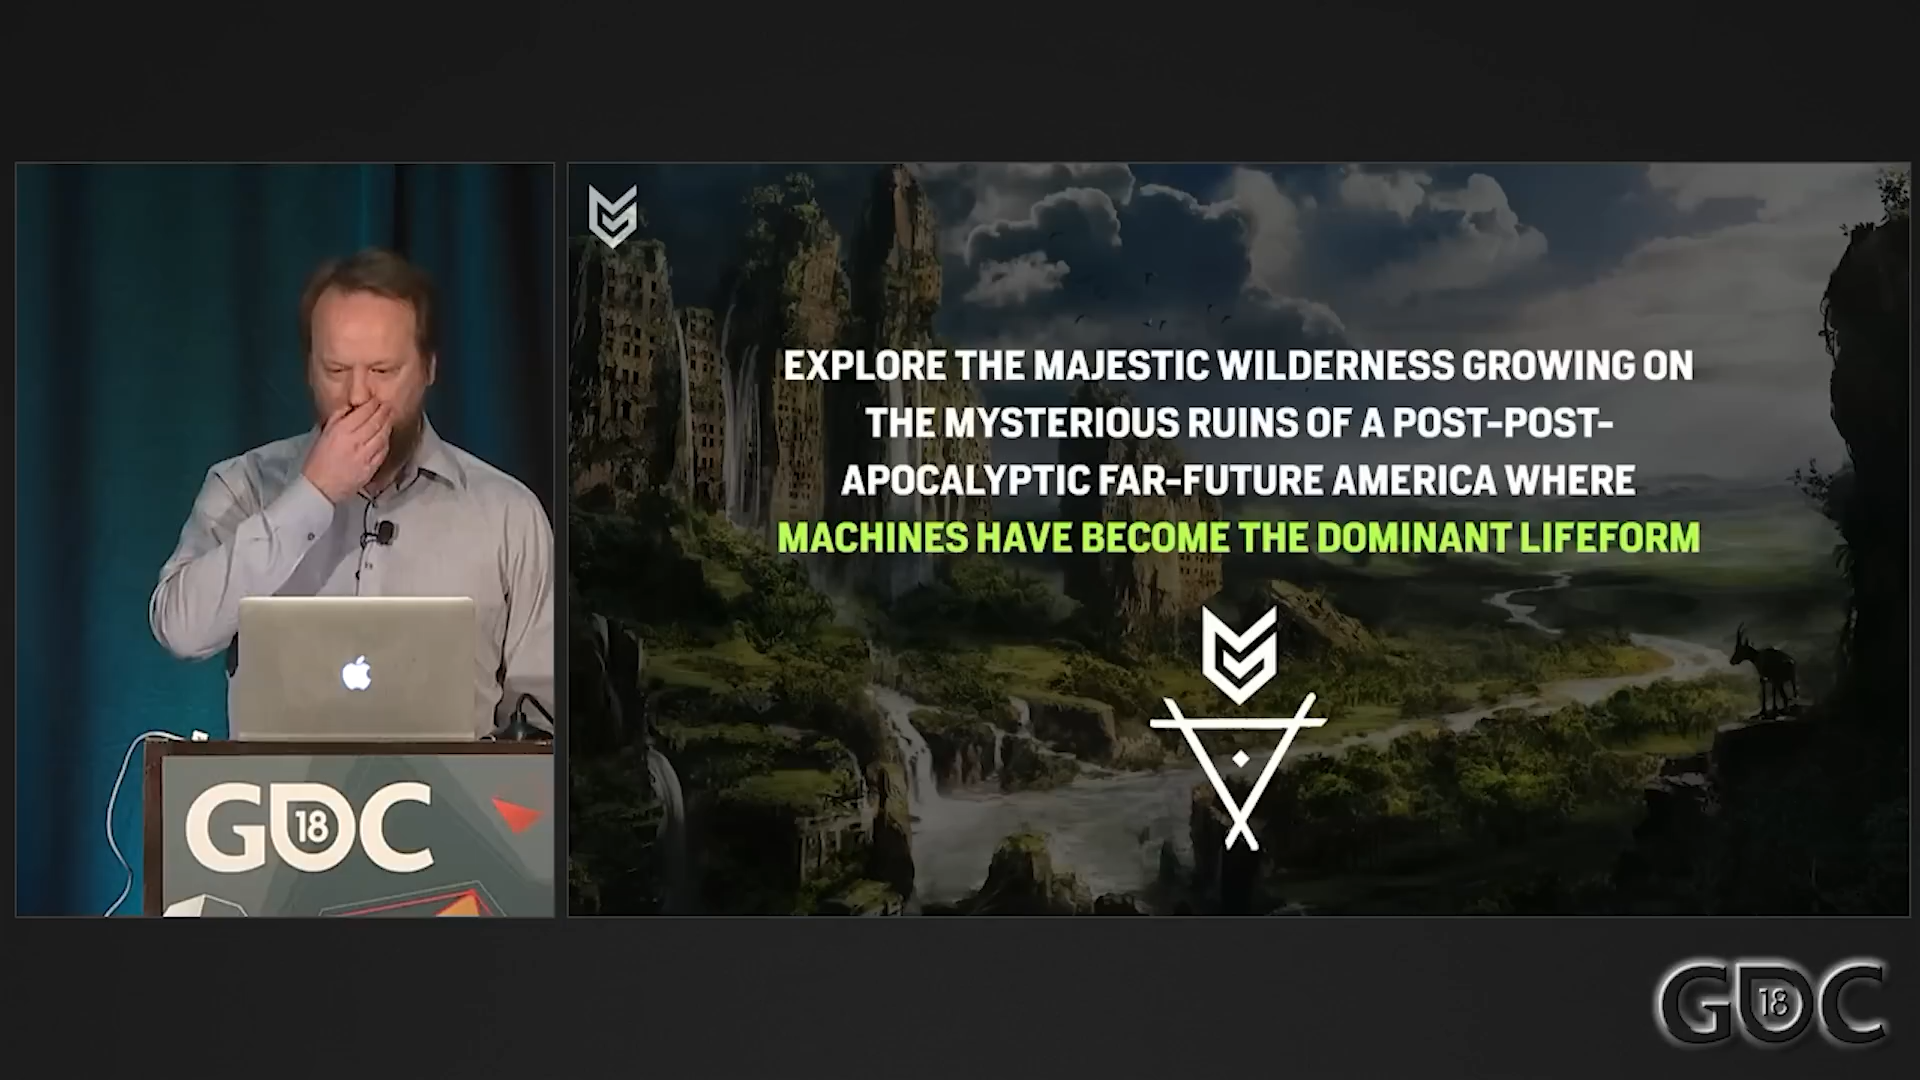 EXPLORE THE MAJESTIC WILDERNESS GROWING ON
THE MYSTERIOUS RUINS OF A POST-POST-
APOCALYPTIC FAR-FUTURE AMERICA WHERE
MACHINES HAVE BECOME THE DOMINANT LIFEFORM
GDC
18
GDC
18